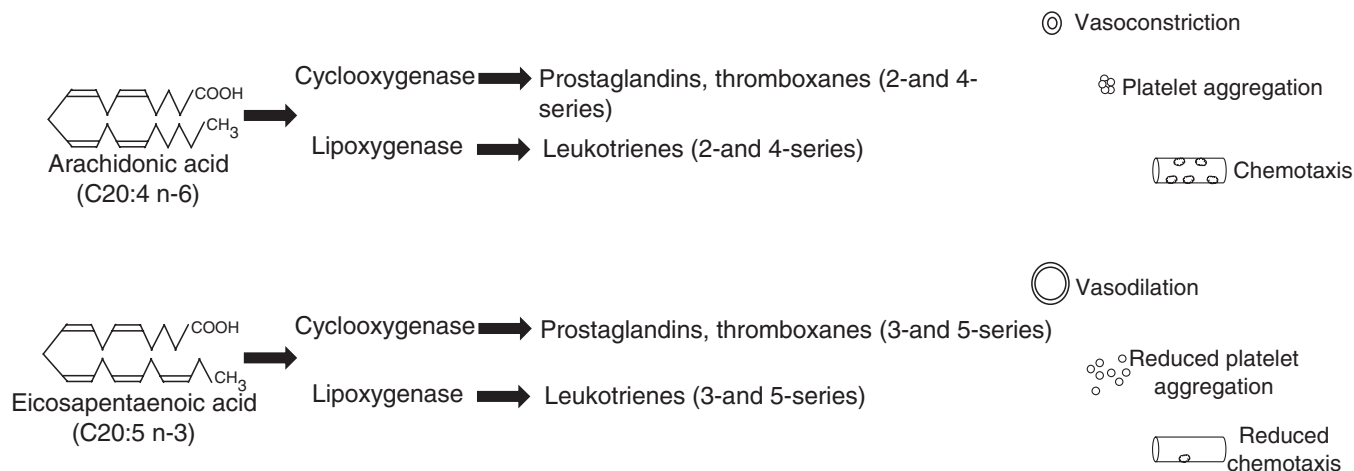 Vasoconstriction
Cyclooxygenase
Prostaglandins, thromboxanes (2-and 4-
series)
COOH
CH3
Platelet aggregation
Lipoxygenase
Leukotrienes (2-and 4-series)
Arachidonic acid
(C20:4 n-6)
Chemotaxis
Vasodilation
Cyclooxygenase
Prostaglandins, thromboxanes (3-and 5-series)
COOH
CH3
Reduced platelet
aggregation
Lipoxygenase
Leukotrienes (3-and 5-series)
Eicosapentaenoic acid
(C20:5 n-3)
Reduced
chemotaxis